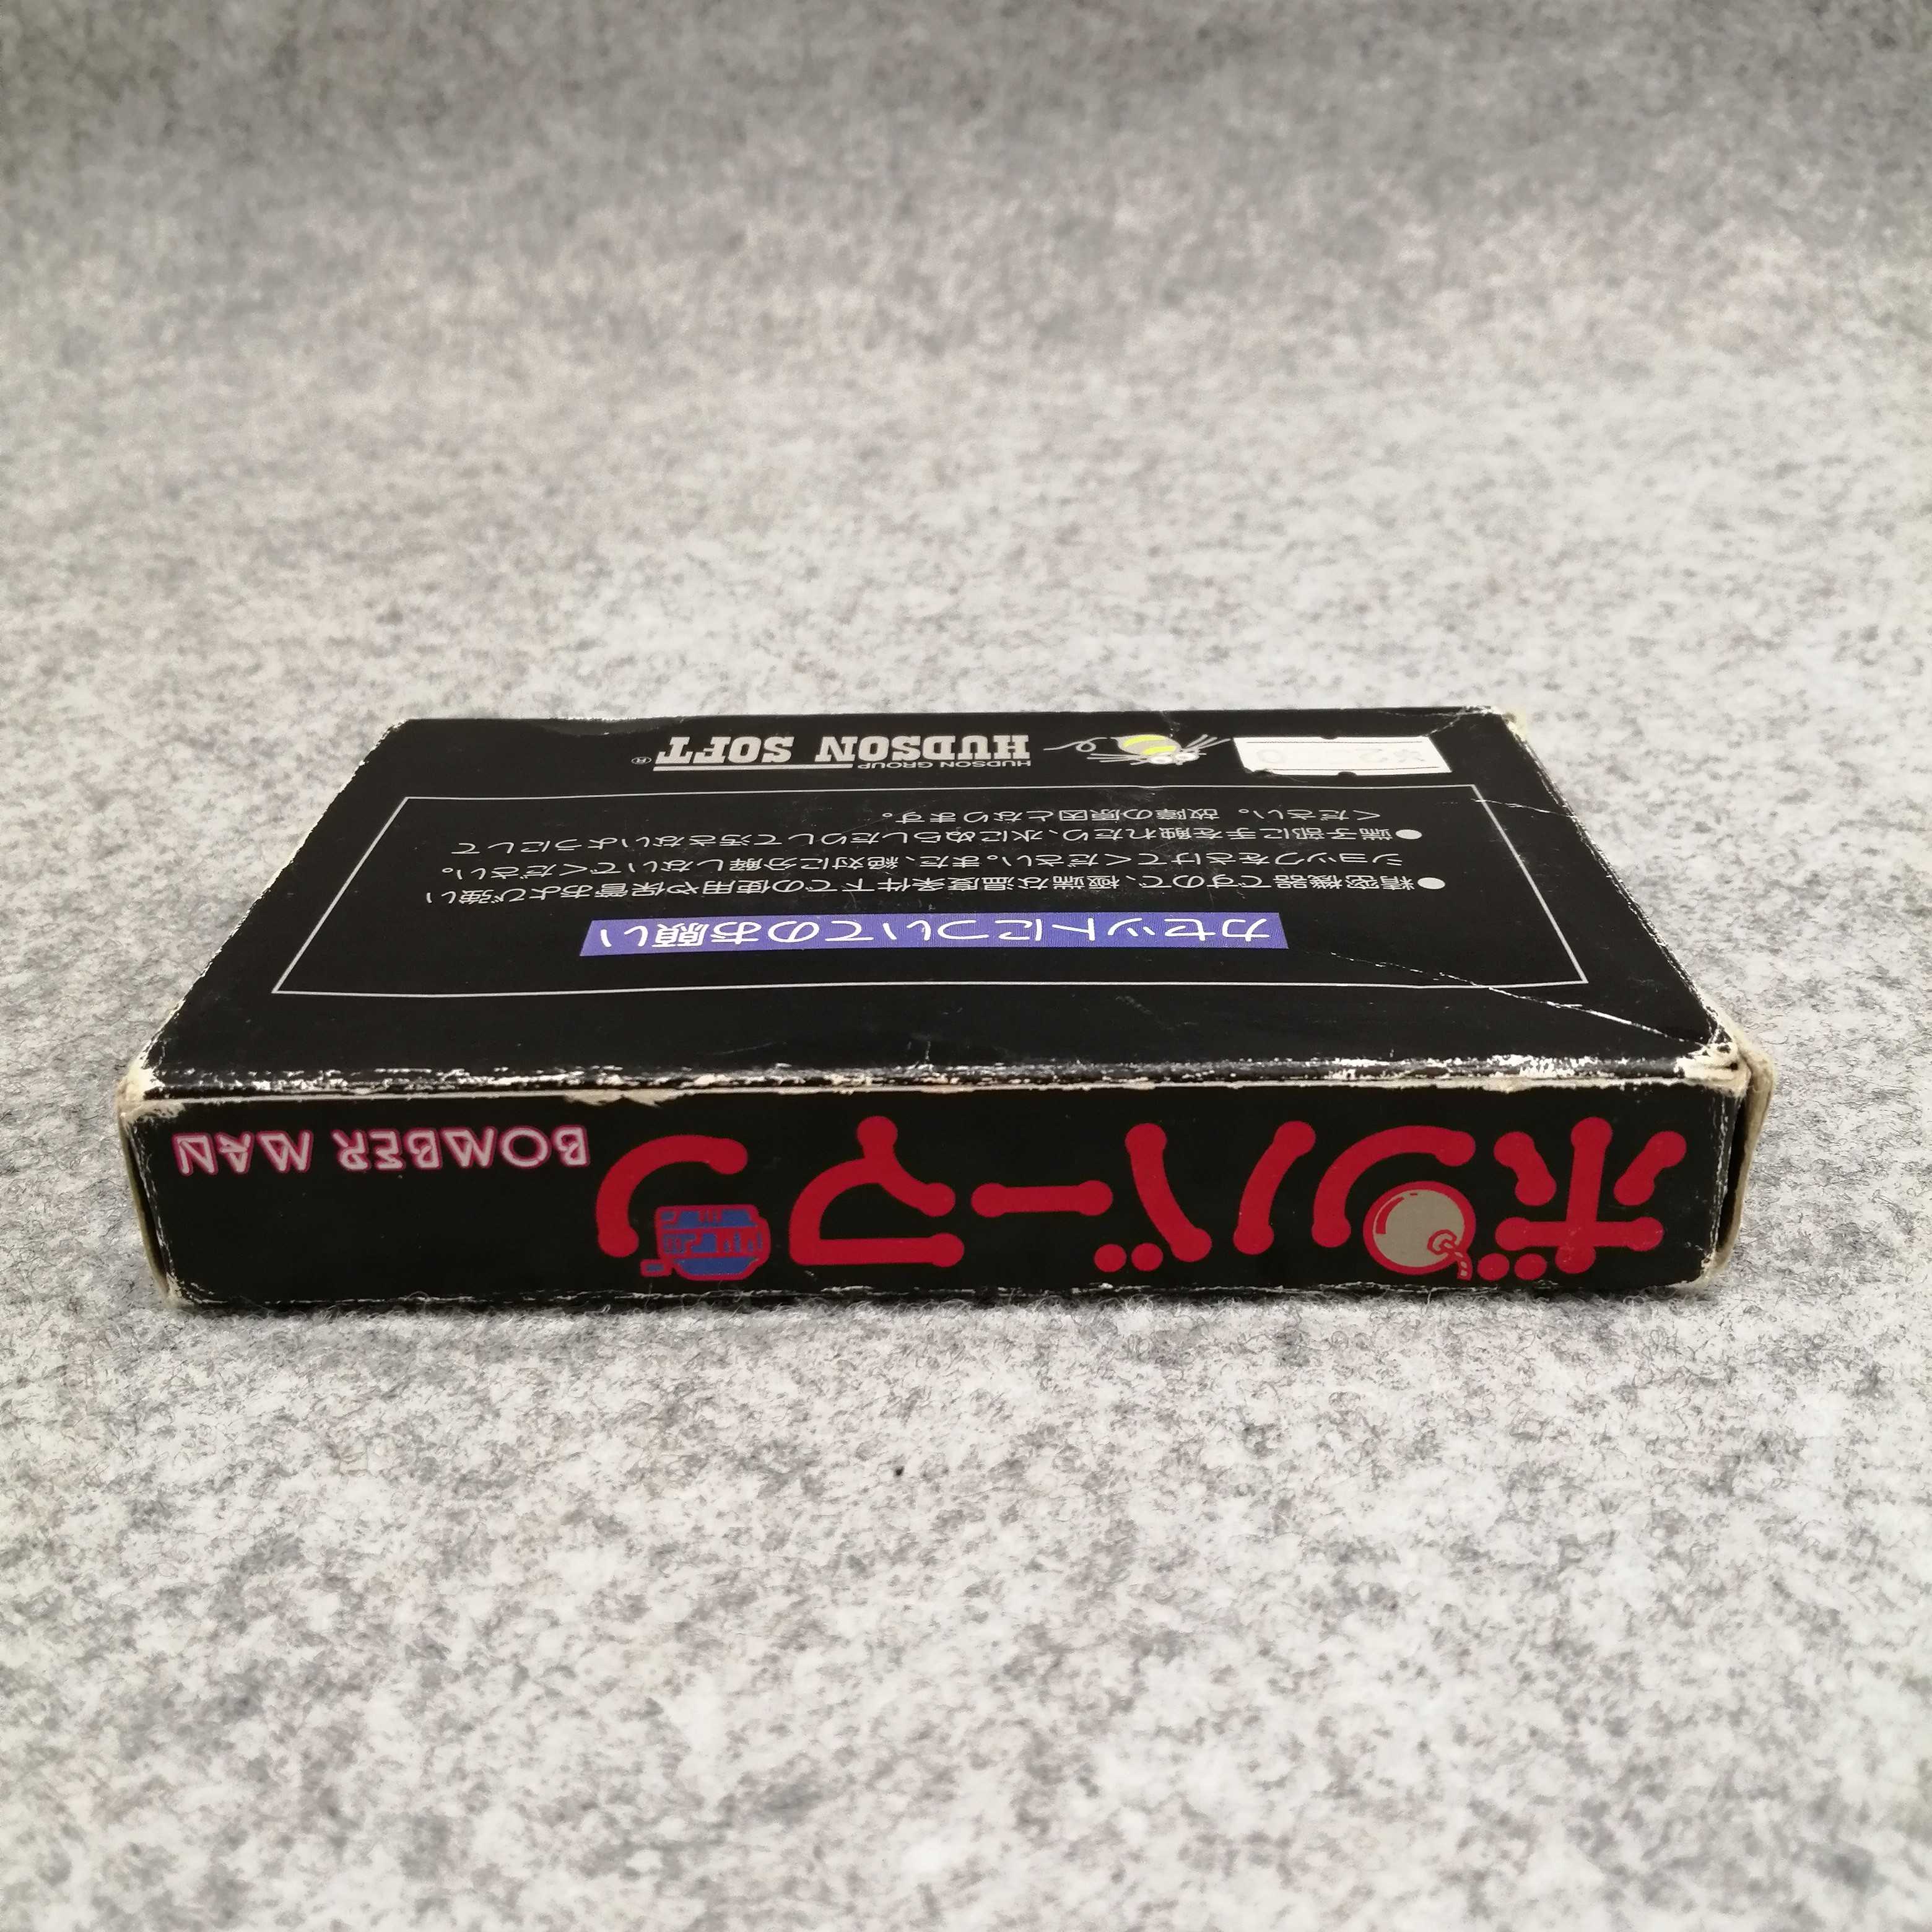 ボンバーマン
BOMBER MAN
カセットについてのお願い
●精密機器ですので、極端な温度条件下での使用や保管および強い
ショックをさけてください。また、絶対に分解しないでください。
●端子部に手を触れたり、水にぬらしたりして汚さないようにして
ください。故障の原因となります。
HUDSON GROUP
HUDSON SOFT®